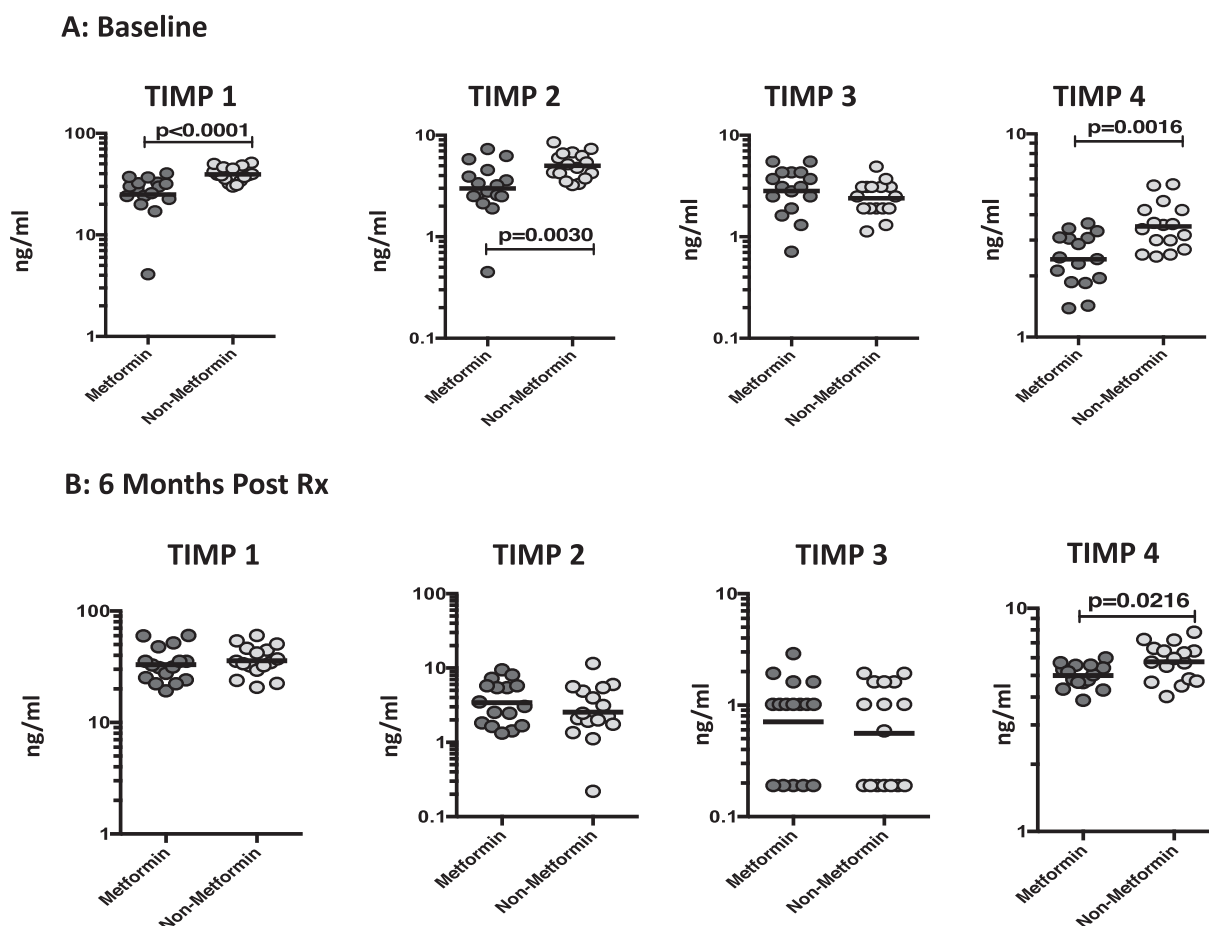 A: Baseline
TIMP 1
TIMP 2
TIMP 3
TIMP 4
p<0.0001
p=0.0030
p=0.0016
100
10
1
ng/ml
Metformin
Non-Metformin
10
1
0.1
ng/ml
Metformin
Non-Metformin
10
1
0.1
ng/ml
Metformin
Non-Metformin
10
1
ng/ml
Metformin
Non-Metformin
B: 6 Months Post Rx
TIMP 1
TIMP 2
TIMP 3
TIMP 4
p=0.0216
100
10
1
ng/ml
Metformin
Non-Metformin
100
10
1
0.1
ng/ml
Metformin
Non-Metformin
10
1
0.1
ng/ml
Metformin
Non-Metformin
10
1
ng/ml
Metformin
Non-Metformin